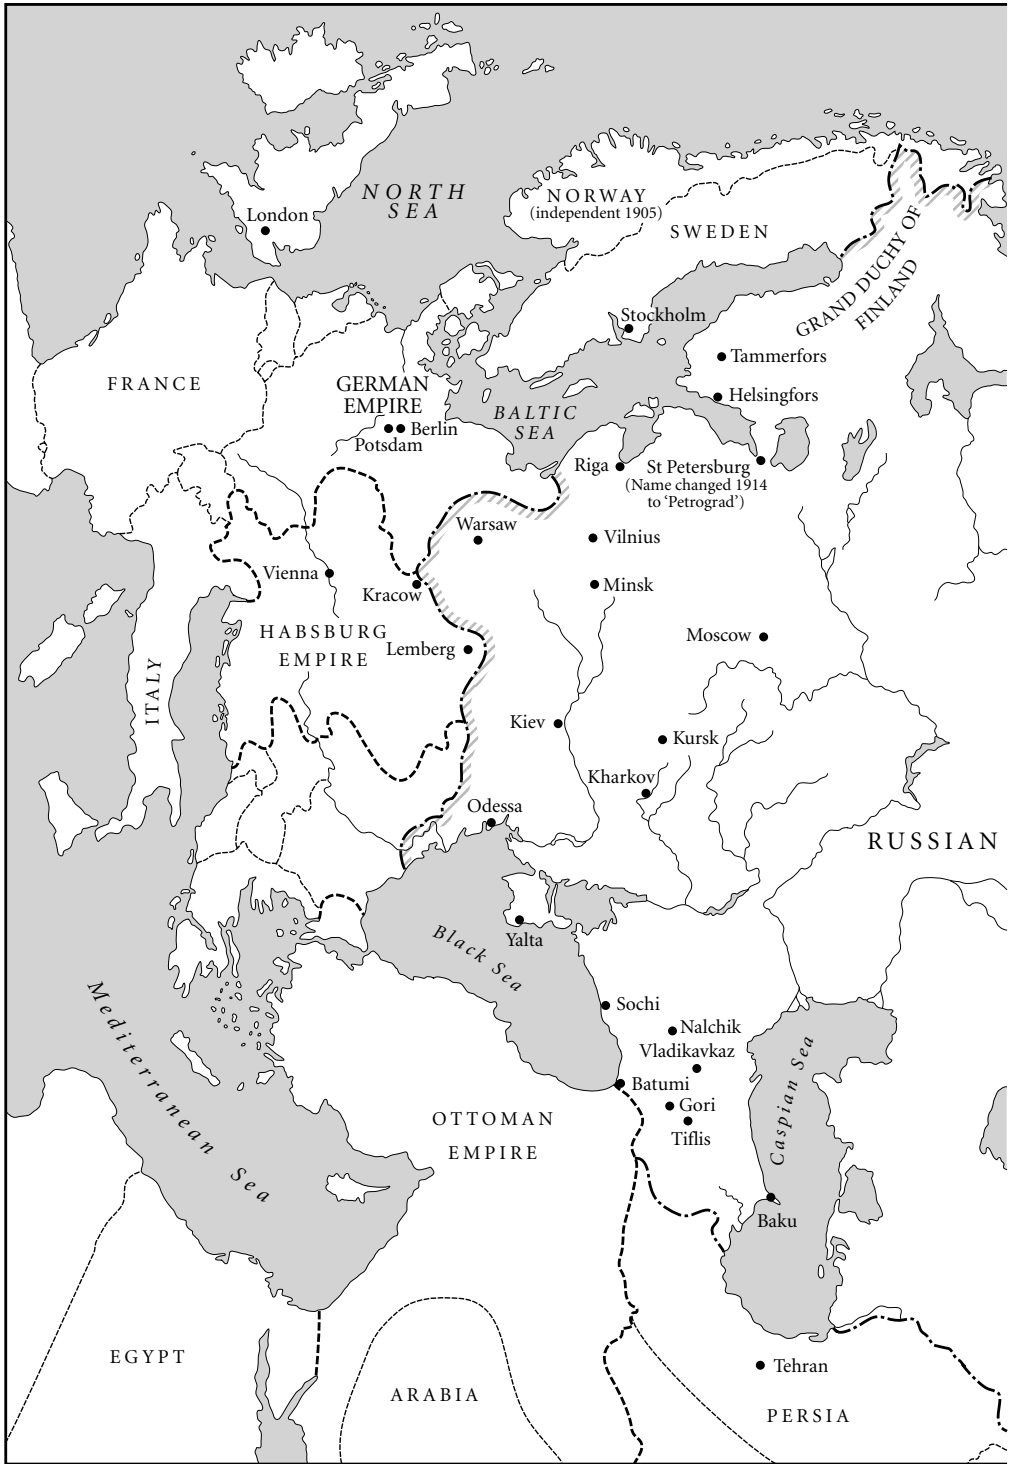 NORTH
SEA
London
NORWAY
(independent 1905)
SWEDEN
GRAND DUCHY OF
FINLAND
Stockholm
Tammerfors
Helsingfors
FRANCE
GERMAN
EMPIRE
Berlin
Potsdam
BALTIC
SEA
Riga
St Petersburg
(Name changed 1914
to ‘Petrograd’)
Warsaw
Vilnius
Vienna
Kracow
Minsk
HABSBURG
EMPIRE
Lemberg
Moscow
ITALY
Kiev
Kursk
Kharkov
Odessa
RUSSIAN
Black Sea
Yalta
Mediterranean Sea
Sochi
Nalchik
Vladikavkaz
Caspian Sea
Batumi
Gori
Tiflis
OTTOMAN
EMPIRE
Baku
EGYPT
ARABIA
Tehran
PERSIA